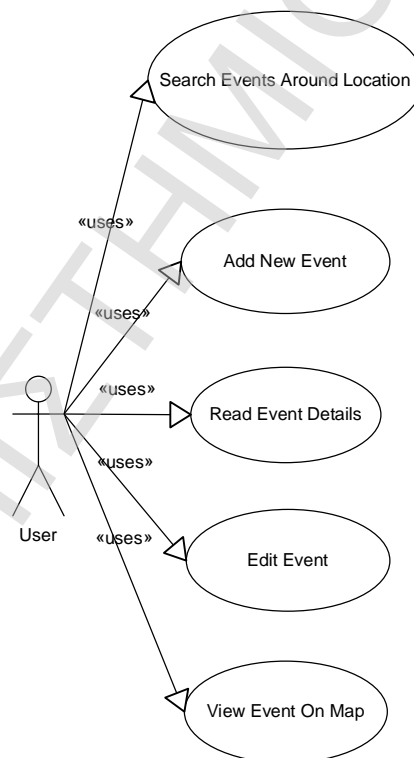 Search Events Around Location
«uses»
Add New Event
«uses»
«uses»
Read Event Details
«uses»
User
«uses»
Edit Event
View Event On Map